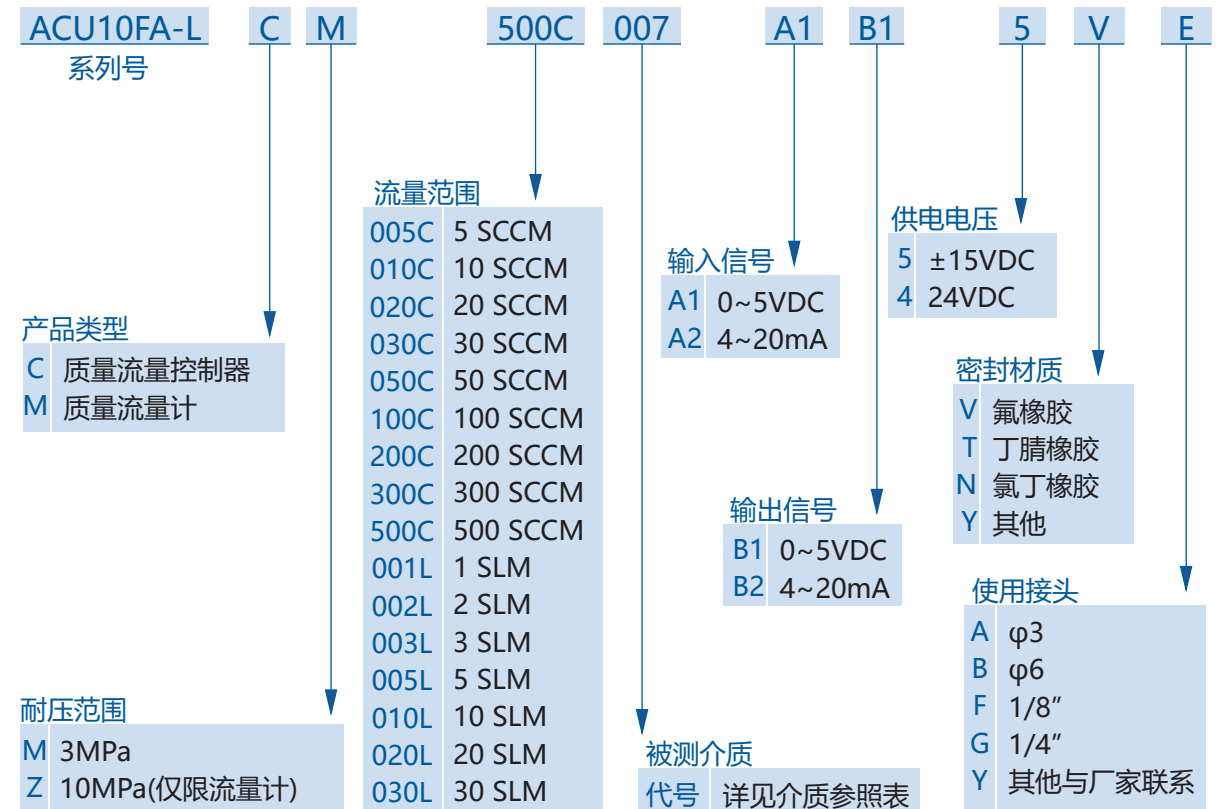 ACU10FA-L C M 500C 007 A1 B1 5 V E
系列号
产品类型
C 质量流量控制器
M 质量流量计
耐压范围
M 3MPa
Z 10MPa(仅限流量计)
流量范围
005C 5 SCCM
010C 10 SCCM
020C 20 SCCM
030C 30 SCCM
050C 50 SCCM
100C 100 SCCM
200C 200 SCCM
300C 300 SCCM
500C 500 SCCM
001L 1 SLM
002L 2 SLM
003L 3 SLM
005L 5 SLM
010L 10 SLM
020L 20 SLM
030L 30 SLM
被测介质
代号 详见介质参照表
输入信号
A1 0~5VDC
A2 4~20mA
输出信号
B1 0~5VDC
B2 4~20mA
供电电压
5 ±15VDC
4 24VDC
密封材质
V 氟橡胶
T 丁腈橡胶
N 氯丁橡胶
Y 其他
使用接头
A φ3
B φ6
F 1/8″
G 1/4″
Y 其他与厂家联系